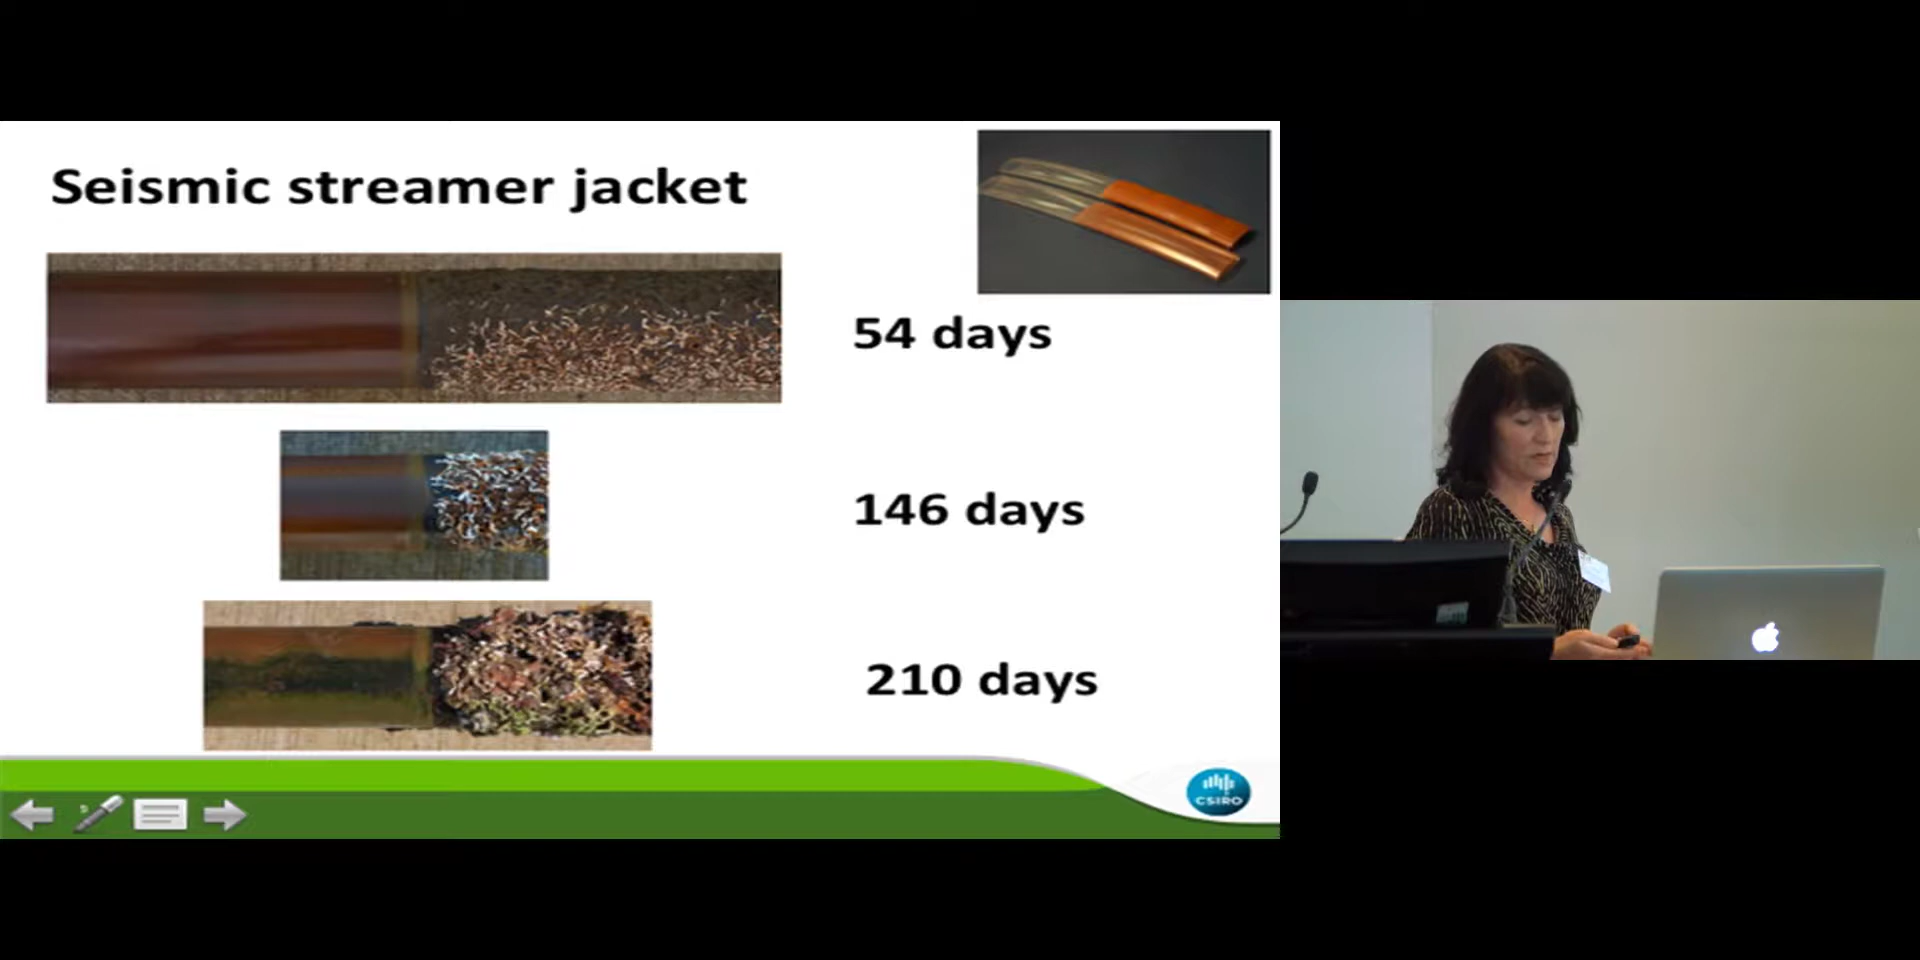 Seismic streamer jacket
54 days
146 days
210 days
CSIRO